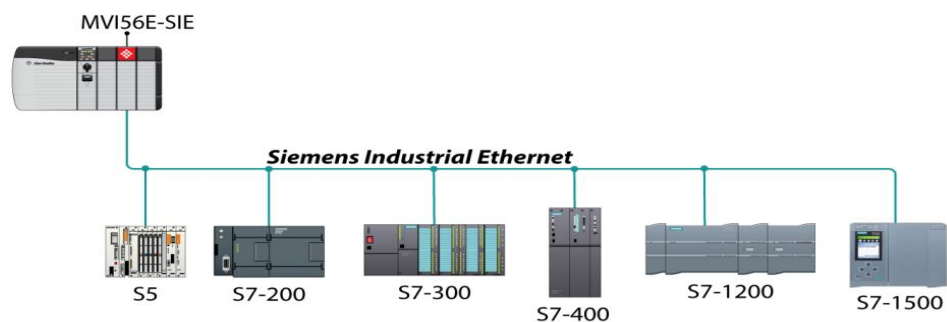 MVI56E-SIE
Siemens Industrial Ethernet
S5
S7-200
S7-300
S7-400
S7-1200
S7-1500